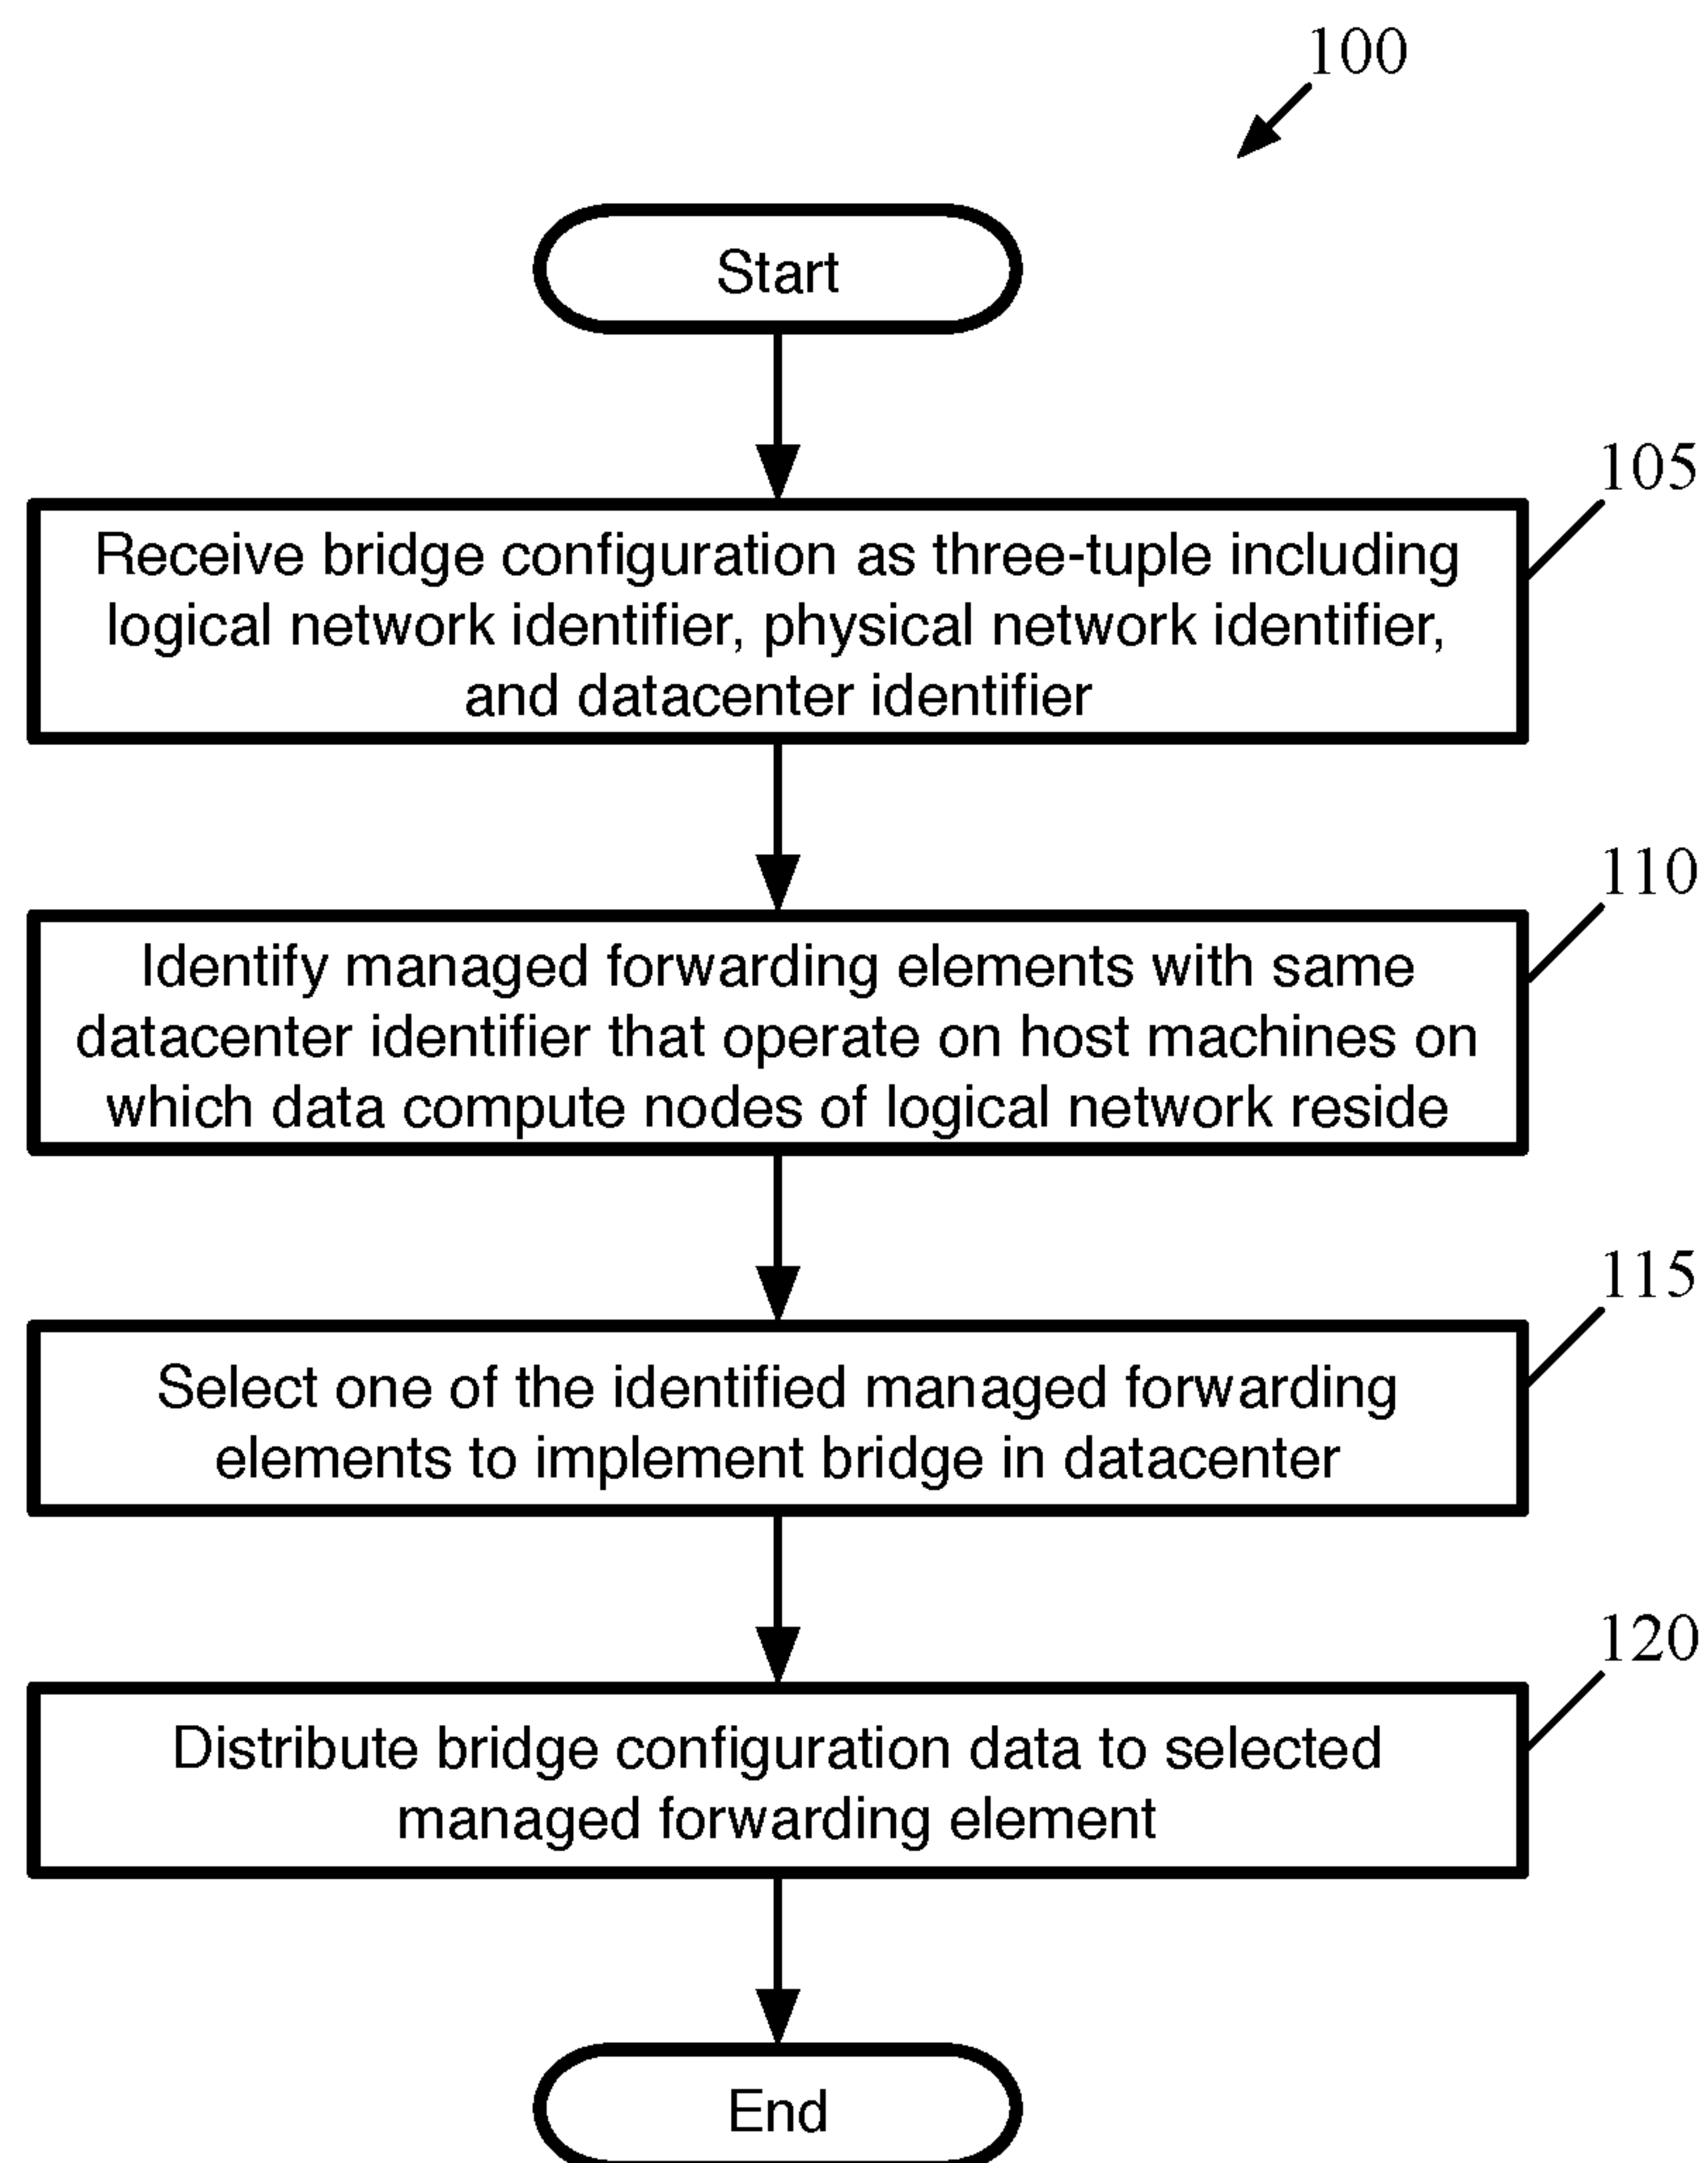 100
Start
105
Receive bridge configuration as three-tuple including
logical network identifier, physical network identifier,
and datacenter identifier
110
Identify managed forwarding elements with same
datacenter identifier that operate on host machines on
which data compute nodes of logical network reside
115
Select one of the identified managed forwarding
elements to implement bridge in datacenter
120
Distribute bridge configuration data to selected
managed forwarding element
End